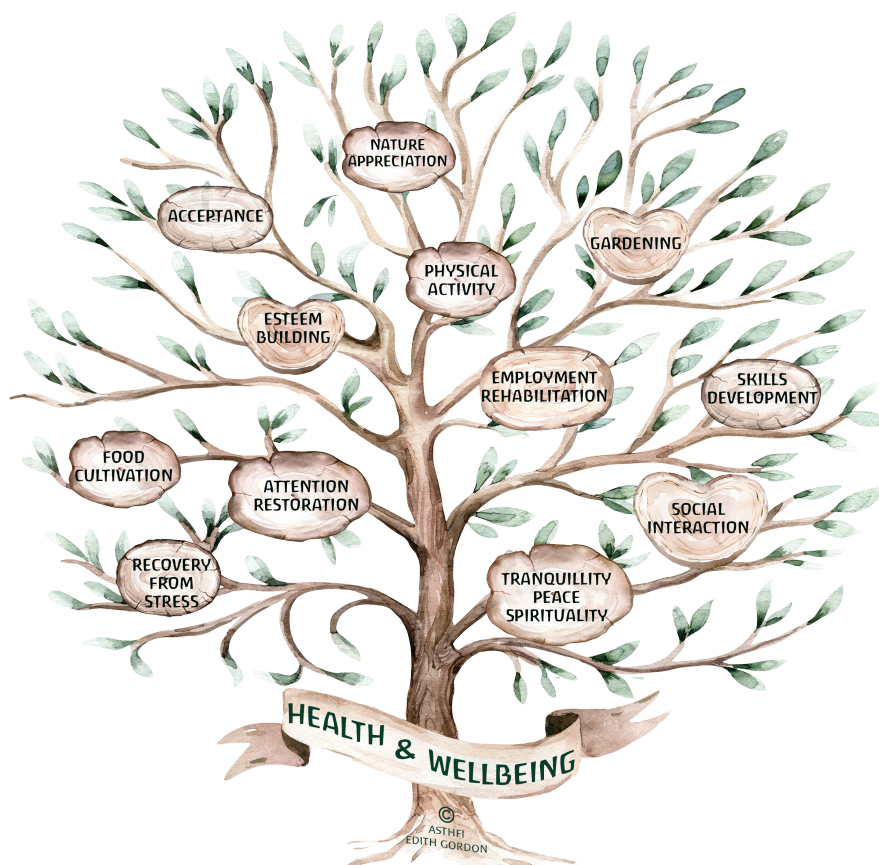 NATURE
APPRECIATION
ACCEPTANCE
GARDENING
PHYSICAL
ACTIVITY
ESTEEM
BUILDING
EMPLOYMENT
REHABILITATION
SKILLS
DEVELOPMENT
FOOD
CULTIVATION
ATTENTION
RESTORATION
SOCIAL
INTERACTION
RECOVERY
FROM
STRESS
TRANQUILLITY
PEACE
SPIRITUALITY
HEALTH & WELLBEING
©
ASTHFI
EDITH GORDON